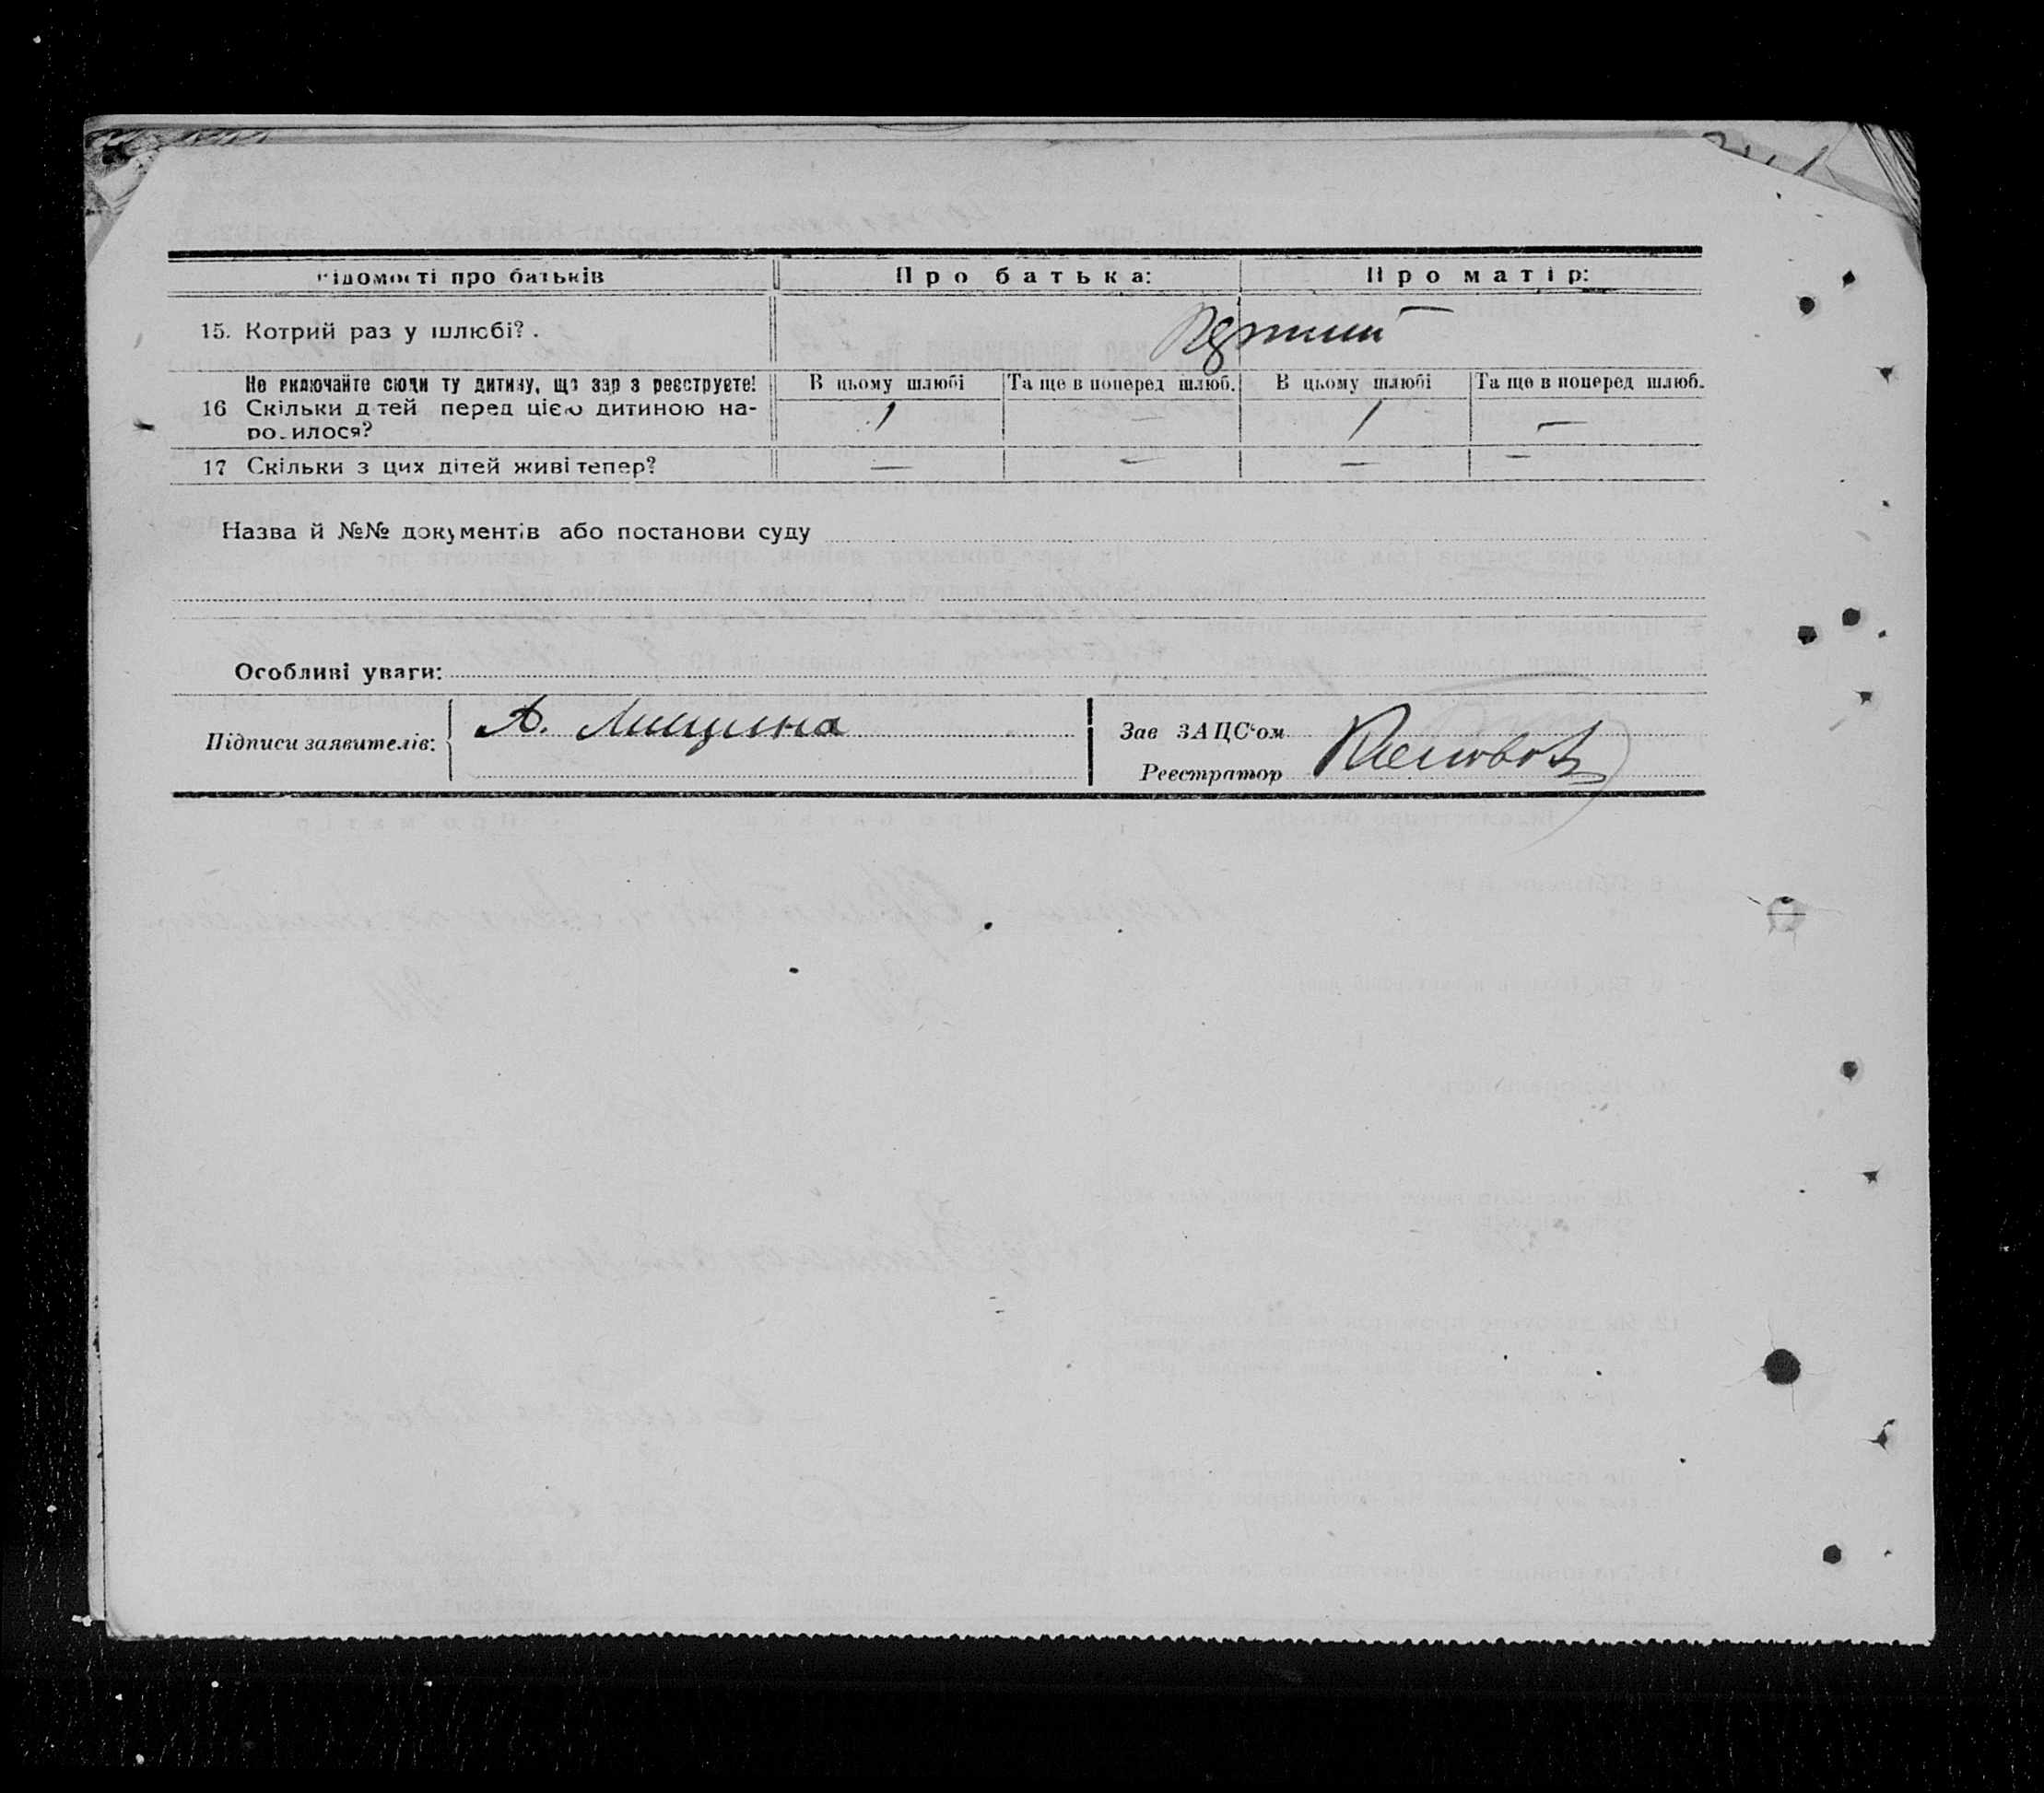 Відомості про батьків Про батька: Про матір:
15. Котрий раз у шлюбі? .
Не включайте сюди ту дитину, що зараз реєструєте! В цьому шлюбі Та ще в поперед шлюб. В цьому шлюбі Та ще в поперед шлюб.
16 Скільки дітей перед цією дитиною на- 1 — 1 —
родилося?
17 Скільки з цих дітей живі тепер? — — — —
Назва й №№ документів або постанови суду
Особливі уваги:
Підписи заявителів: А. Мищина
Зав ЗАЦС‘ом
Реєстратор